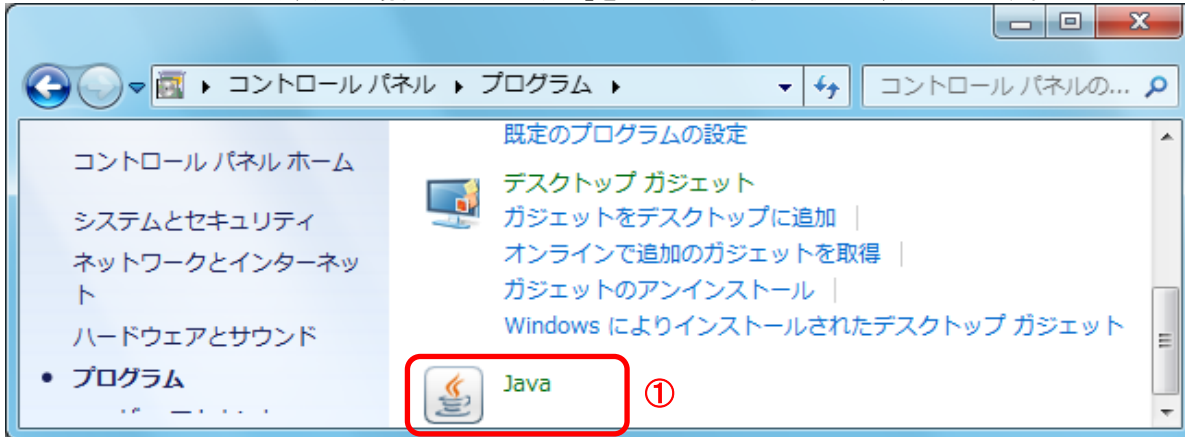 コントロール パネル ▸ プログラム ▸
コントロール パネルの...
コントロール パネル ホーム
システムとセキュリティ
ネットワークとインターネッ
ト
ハードウェアとサウンド
• プログラム
既定のプログラムの設定
デスクトップ ガジェット
ガジェットをデスクトップに追加
オンラインで追加のガジェットを取得
ガジェットのアンインストール
Windows によりインストールされたデスクトップ ガジェット
Java
①